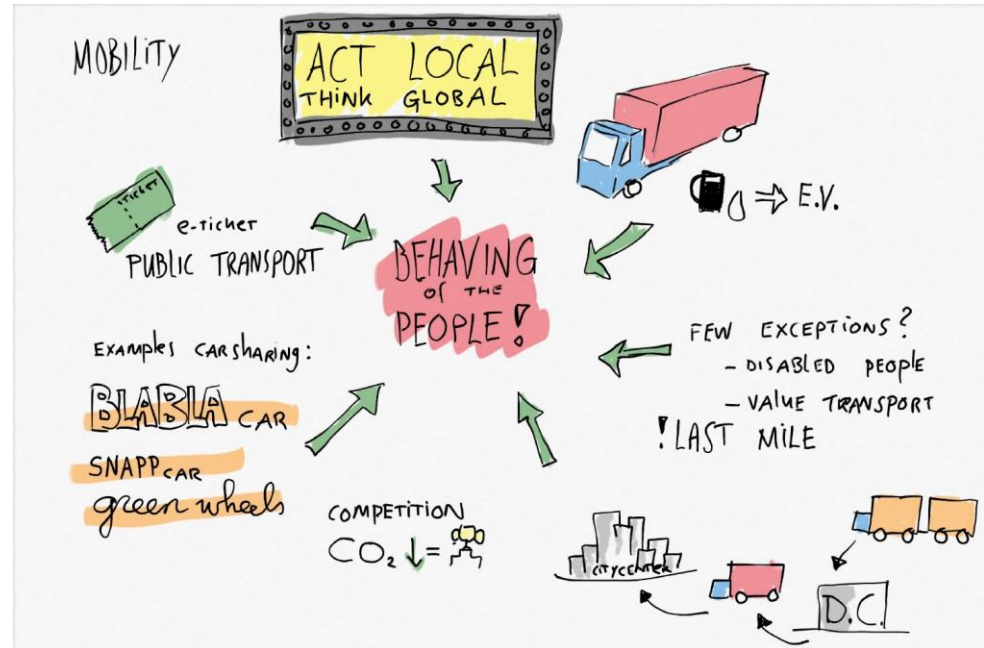 MOBILITY
ACT LOCAL
THINK GLOBAL
TICKET
e-TICKET
PUBLIC TRANSPORT
BEHAVING
OF THE
PEOPLE!
⇒ E.V.
EXAMPLES CARSHARING:
BLABLA CAR
SNAPP CAR
green wheels
FEW EXCEPTIONS?
- DISABLED PEOPLE
- VALUE TRANSPORT
! LAST MILE
COMPETITION
CO₂ ↓ =
CITYCENTER
D.C.